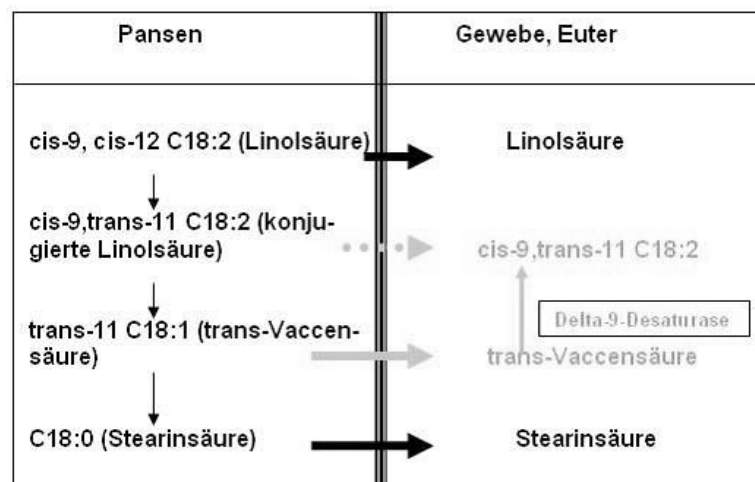 Pansen
Gewebe, Euter
cis-9, cis-12 C18:2 (Linolsäure)
Linolsäure
cis-9,trans-11 C18:2 (konju-
gierte Linolsäure)
cis-9,trans-11 C18:2
Delta-9-Desaturase
trans-11 C18:1 (trans-Vaccen-
säure)
trans-Vaccensäure
C18:0 (Stearinsäure)
Stearinsäure